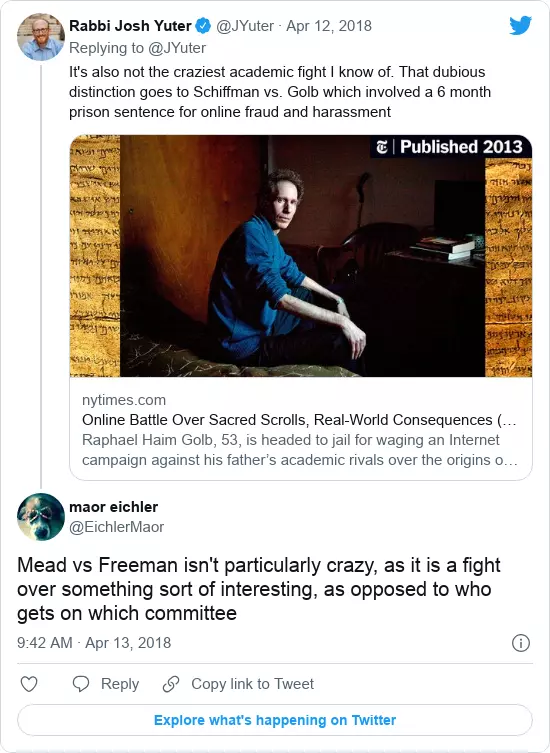 Rabbi Josh Yuter @JYuter · Apr 12, 2018
Replying to @JYuter
It's also not the craziest academic fight I know of. That dubious
distinction goes to Schiffman vs. Golb which involved a 6 month
prison sentence for online fraud and harassment
Published 2013
nytimes.com
Online Battle Over Sacred Scrolls, Real-World Consequences (…
Raphael Haim Golb, 53, is headed to jail for waging an Internet
campaign against his father's academic rivals over the origins o…
maor eichler
@EichlerMaor
Mead vs Freeman isn't particularly crazy, as it is a fight
over something sort of interesting, as opposed to who
gets on which committee
9:42 AM · Apr 13, 2018
Reply Copy link to Tweet
Explore what's happening on Twitter